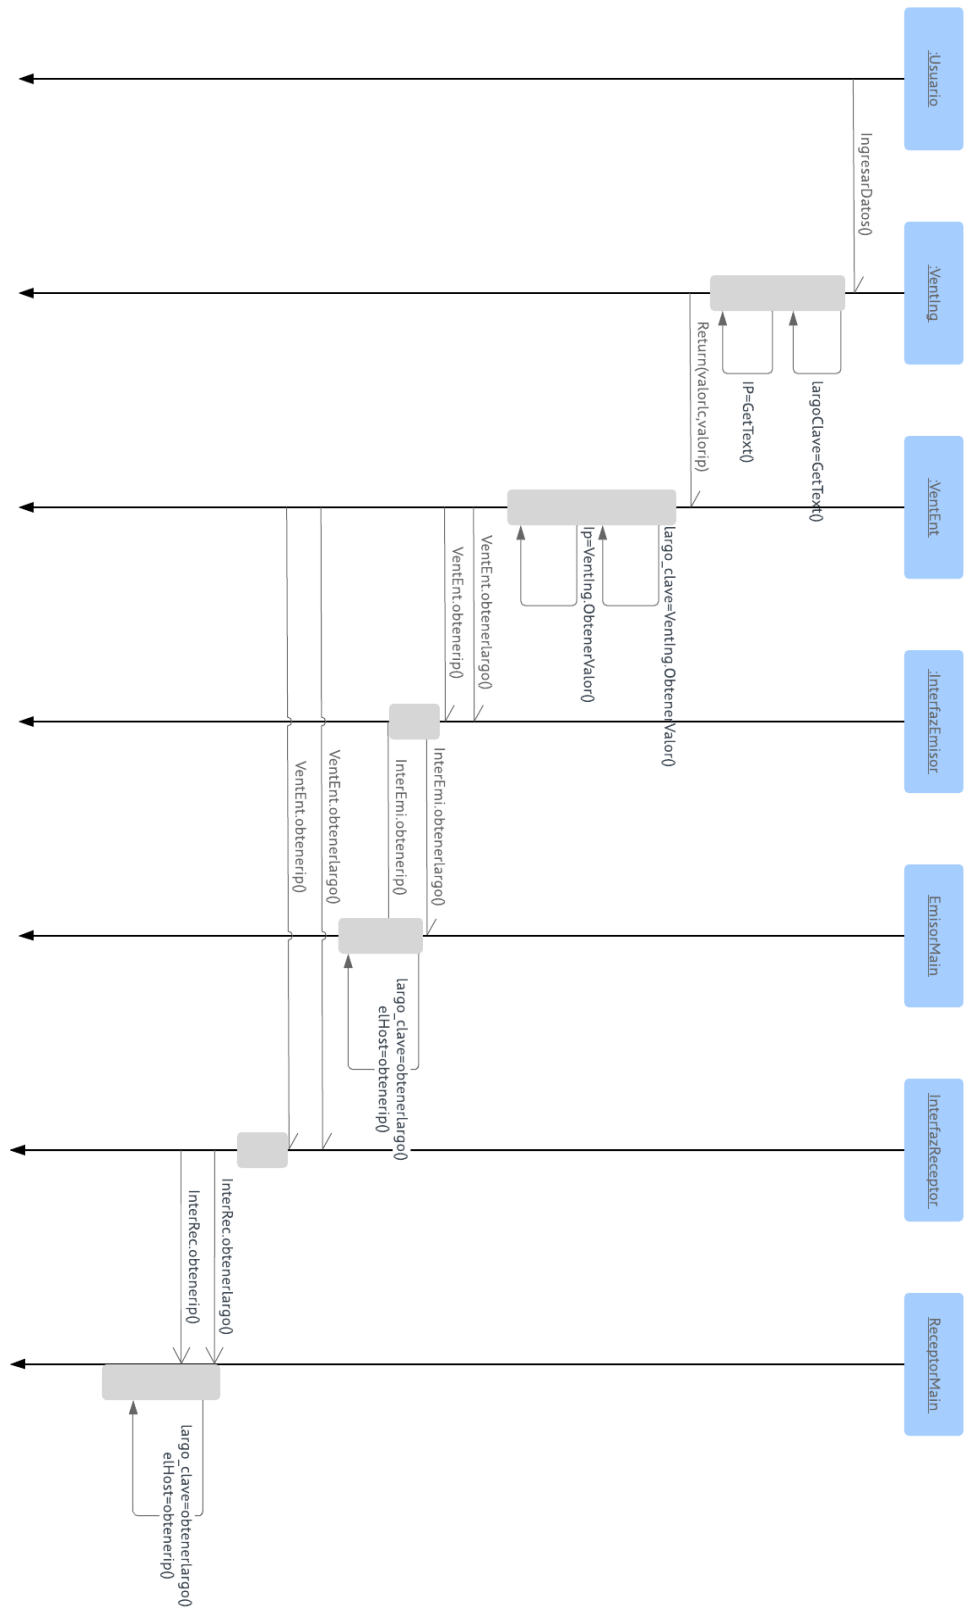 :Usuario
:VentIng
:VentEnt
:InterfazEmisor
EmisorMain
InterfazReceptor
ReceptorMain
IngresarDatos()
largoClave=GetText()
IP=GetText()
Return(valorlc,valorip)
largo_clave=VentIng.ObtenerValor()
Ip=VentIng.ObtenerValor()
VentEnt.obtenerlargo()
VentEnt.obtenerip()
InterEmi.obtenerlargo()
InterEmi.obtenerip()
largo_clave=obtenerlargo()
elHost=obtenerip()
VentEnt.obtenerlargo()
VentEnt.obtenerip()
InterRec.obtenerlargo()
InterRec.obtenerip()
largo_clave=obtenerlargo()
elHost=obtenerip()